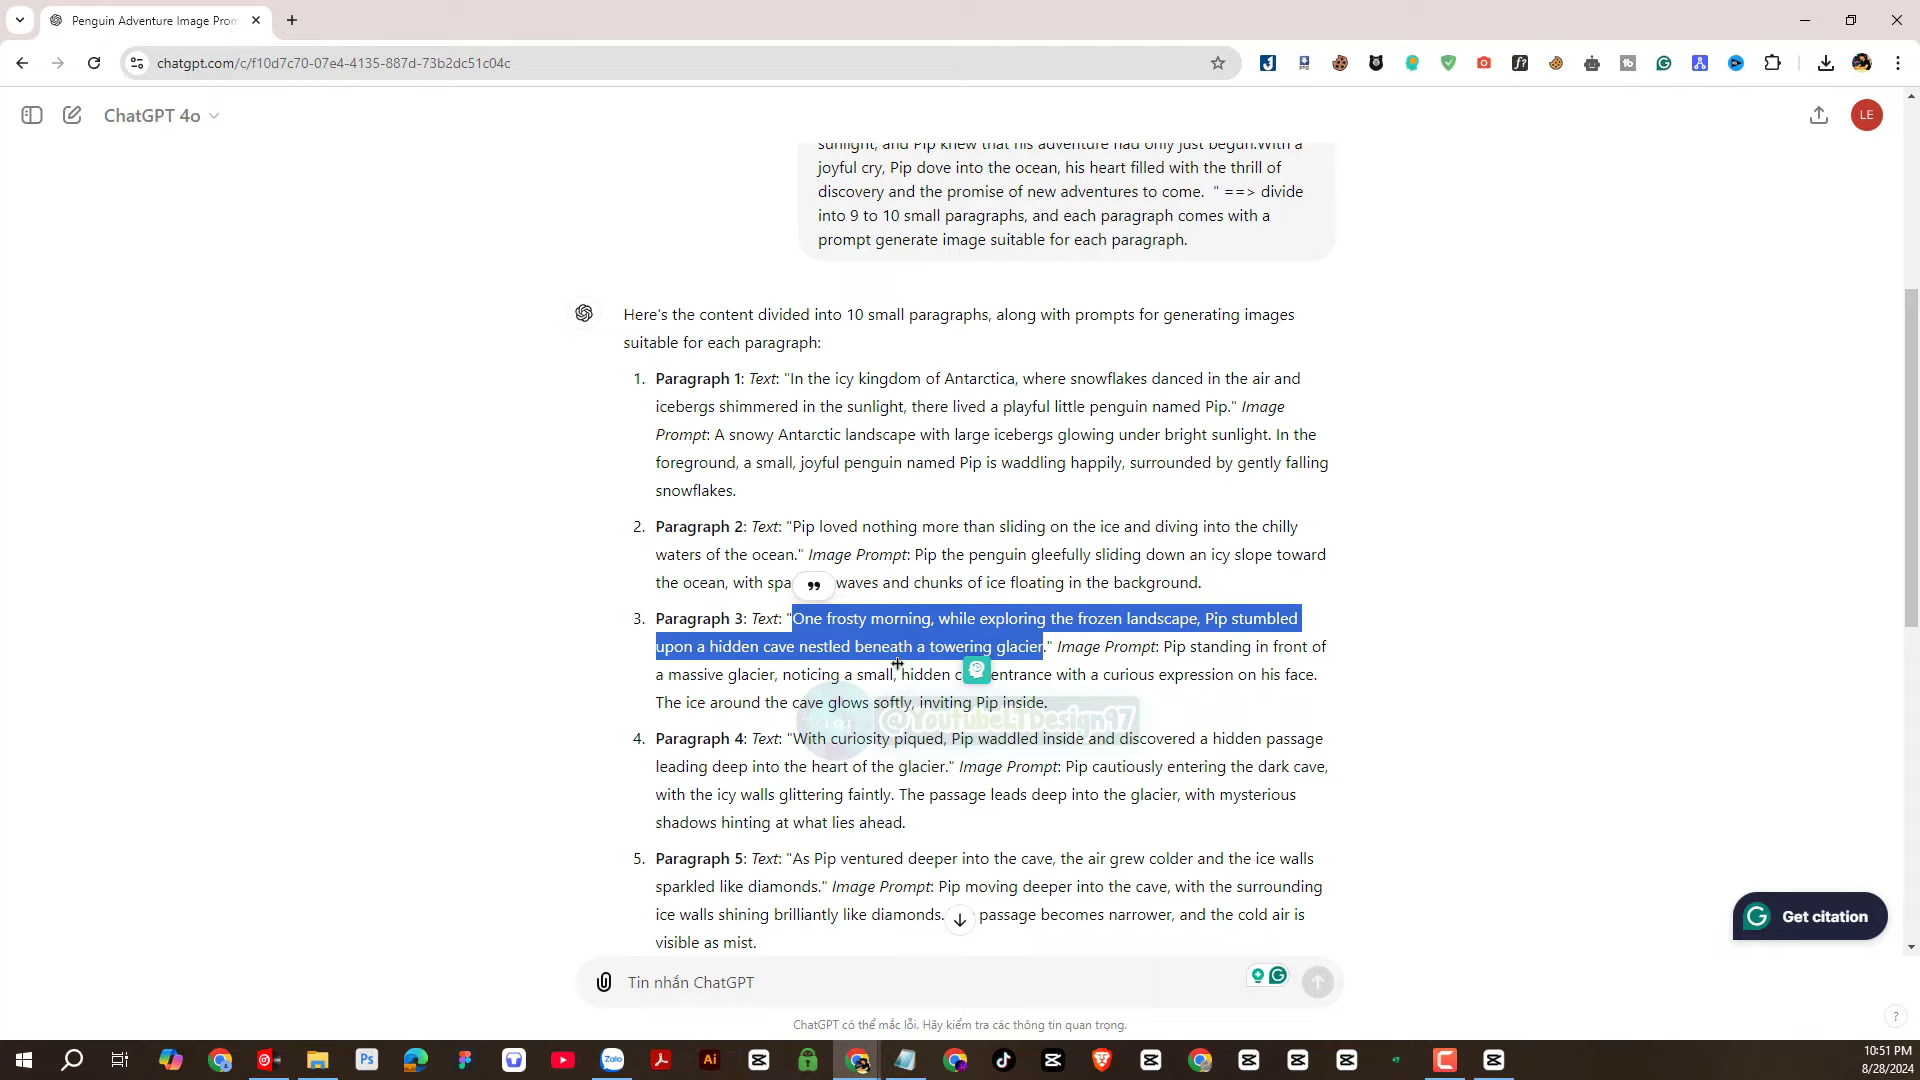 Penguin Adventure Image Pron
chatgpt.com/c/f10d7c70-07e4-4135-887d-73b2dc51c04c
ChatGPT 4o
LE
sunlight, and Pip knew that his adventure had only just begun.With a
joyful cry, Pip dove into the ocean, his heart filled with the thrill of
discovery and the promise of new adventures to come.  " ==> divide
into 9 to 10 small paragraphs, and each paragraph comes with a
prompt generate image suitable for each paragraph.
Here's the content divided into 10 small paragraphs, along with prompts for generating images
suitable for each paragraph:
1. Paragraph 1: Text: "In the icy kingdom of Antarctica, where snowflakes danced in the air and
icebergs shimmered in the sunlight, there lived a playful little penguin named Pip." Image
Prompt: A snowy Antarctic landscape with large icebergs glowing under bright sunlight. In the
foreground, a small, joyful penguin named Pip is waddling happily, surrounded by gently falling
snowflakes.
2. Paragraph 2: Text: "Pip loved nothing more than sliding on the ice and diving into the chilly
waters of the ocean." Image Prompt: Pip the penguin gleefully sliding down an icy slope toward
the ocean, with spa waves and chunks of ice floating in the background.
3. Paragraph 3: Text: "One frosty morning, while exploring the frozen landscape, Pip stumbled
upon a hidden cave nestled beneath a towering glacier." Image Prompt: Pip standing in front of
a massive glacier, noticing a small, hidden c entrance with a curious expression on his face.
The ice around the cave glows softly, inviting Pip inside.
@YoutubeLTDesign97
4. Paragraph 4: Text: "With curiosity piqued, Pip waddled inside and discovered a hidden passage
leading deep into the heart of the glacier." Image Prompt: Pip cautiously entering the dark cave,
with the icy walls glittering faintly. The passage leads deep into the glacier, with mysterious
shadows hinting at what lies ahead.
5. Paragraph 5: Text: "As Pip ventured deeper into the cave, the air grew colder and the ice walls
sparkled like diamonds." Image Prompt: Pip moving deeper into the cave, with the surrounding
ice walls shining brilliantly like diamonds. passage becomes narrower, and the cold air is
visible as mist.
Get citation
Tin nhắn ChatGPT
ChatGPT có thể mắc lỗi. Hãy kiểm tra các thông tin quan trọng.
?
10:51 PM
8/28/2024